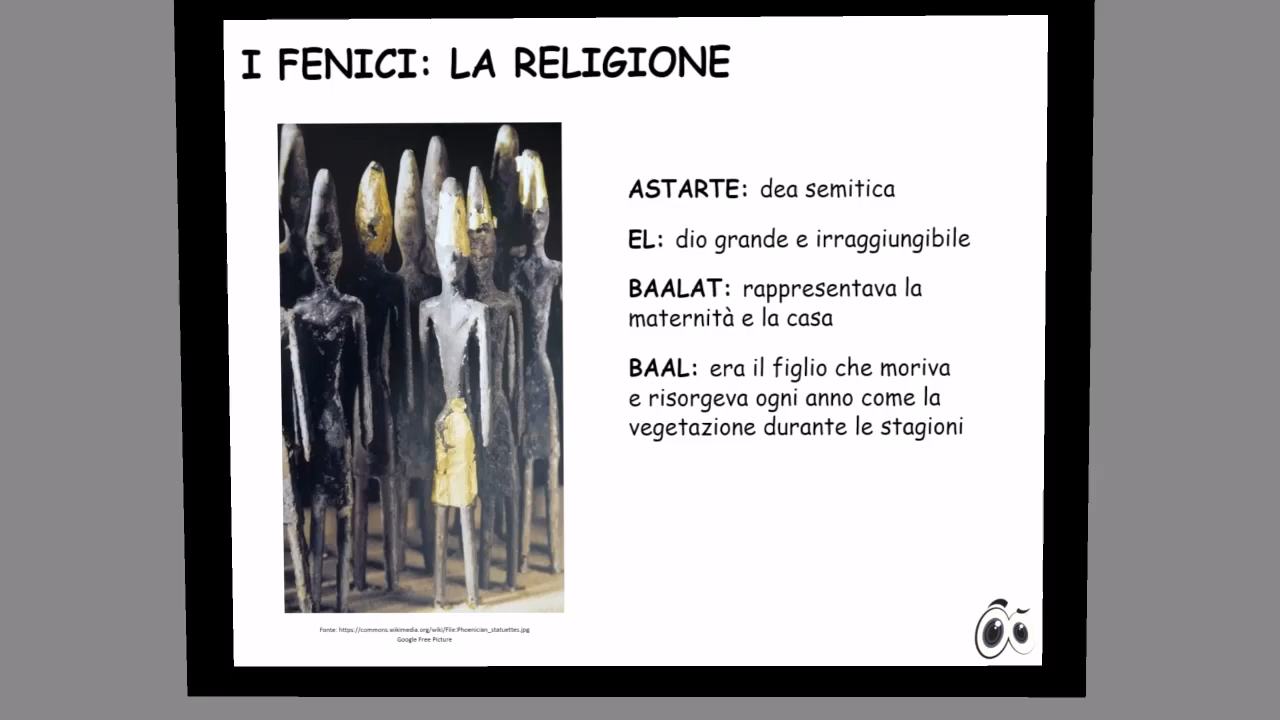 I FENICI: LA RELIGIONE
ASTARTE: dea semitica
EL: dio grande e irraggiungibile
BAALAT: rappresentava la
maternità e la casa
BAAL: era il figlio che moriva
e risorgeva ogni anno come la
vegetazione durante le stagioni
Fonte: https://commons.wikimedia.org/wiki/File:Phoenician_statuettes.jpg
Google Free Picture